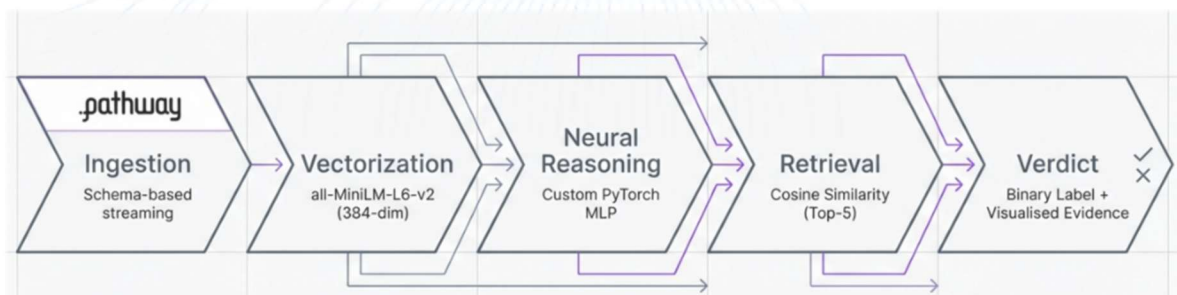 .pathway
Ingestion
Schema-based
streaming
Vectorization
all-MiniLM-L6-v2
(384-dim)
Neural
Reasoning
Custom PyTorch
MLP
Retrieval
Cosine Similarity
(Top-5)
Verdict
Binary Label +
Visualised Evidence